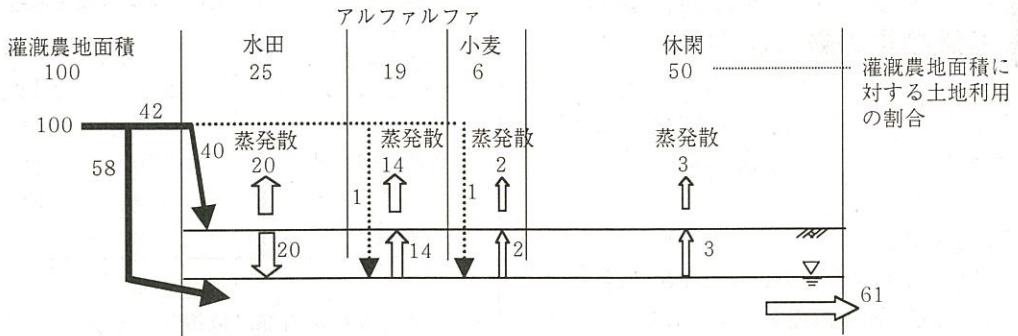 アルファルファ
灌漑農地面積
100
水田
25
19
小麦
6
休閑
50
灌漑農地面積に
対する土地利用
の割合
100
42
58
40
蒸発散
20
蒸発散
14
蒸発散
2
蒸発散
3
1
1
20
14
2
3
61